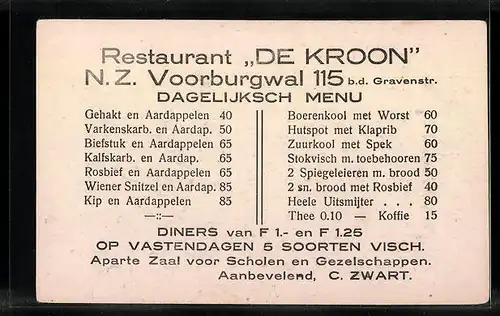 Restaurant „DE KROON"
N. Z. Voorburgwal 115 b.d. Gravenstr.
DAGELIJKSCH MENU
Gehakt en Aardappelen 40
Varkenskarb. en Aardap. 50
Biefstuk en Aardappelen 65
Kalfskarb. en Aardap. 65
Rosbief en Aardappelen 65
Wiener Snitzel en Aardap. 85
Kip en Aardappelen 85
—::—
Boerenkool met Worst 60
Hutspot met Klaprib 70
Zuurkool met Spek 60
Stokvisch m. toebehooren 75
2 Spiegeleieren m. brood 50
2 sn. brood met Rosbief 40
Heele Uitsmijter . . . 80
Thee 0.10 — Koffie 15
DINERS van F 1.- en F 1.25
OP VASTENDAGEN 5 SOORTEN VISCH.
Aparte Zaal voor Scholen en Gezelschappen.
Aanbevelend, C. ZWART.